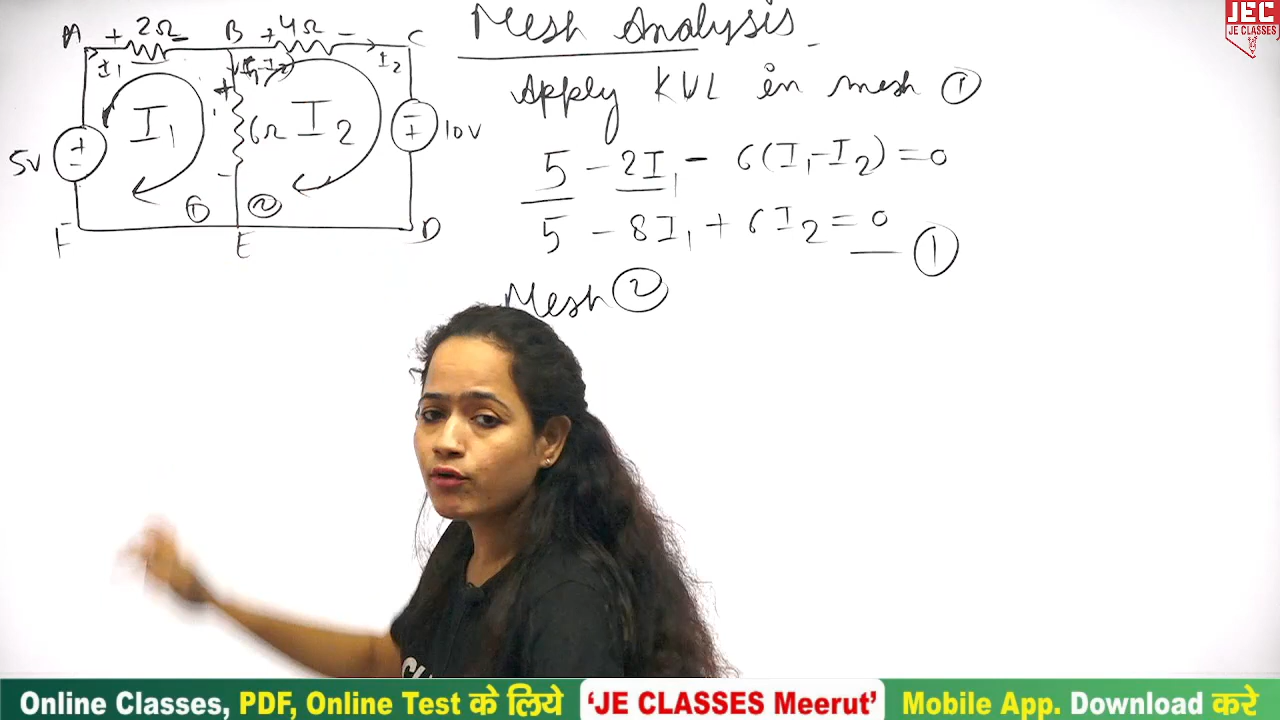 Mesh Analysis
Apply KVL in mesh ①
5 - 2I₁ - 6(I₁-I₂) = 0
5 - 8I₁ + 6I₂ = 0 — ①
Mesh ②
A + 2Ω - B + 4Ω - C
I₁ I₂
+
I₁ 6Ω I₂
5V + - - + 10V
-
① ②
F E D
JEC
JE CLASSES
Online Classes, PDF, Online Test के लिये 'JE CLASSES Meerut' Mobile App. Download करे